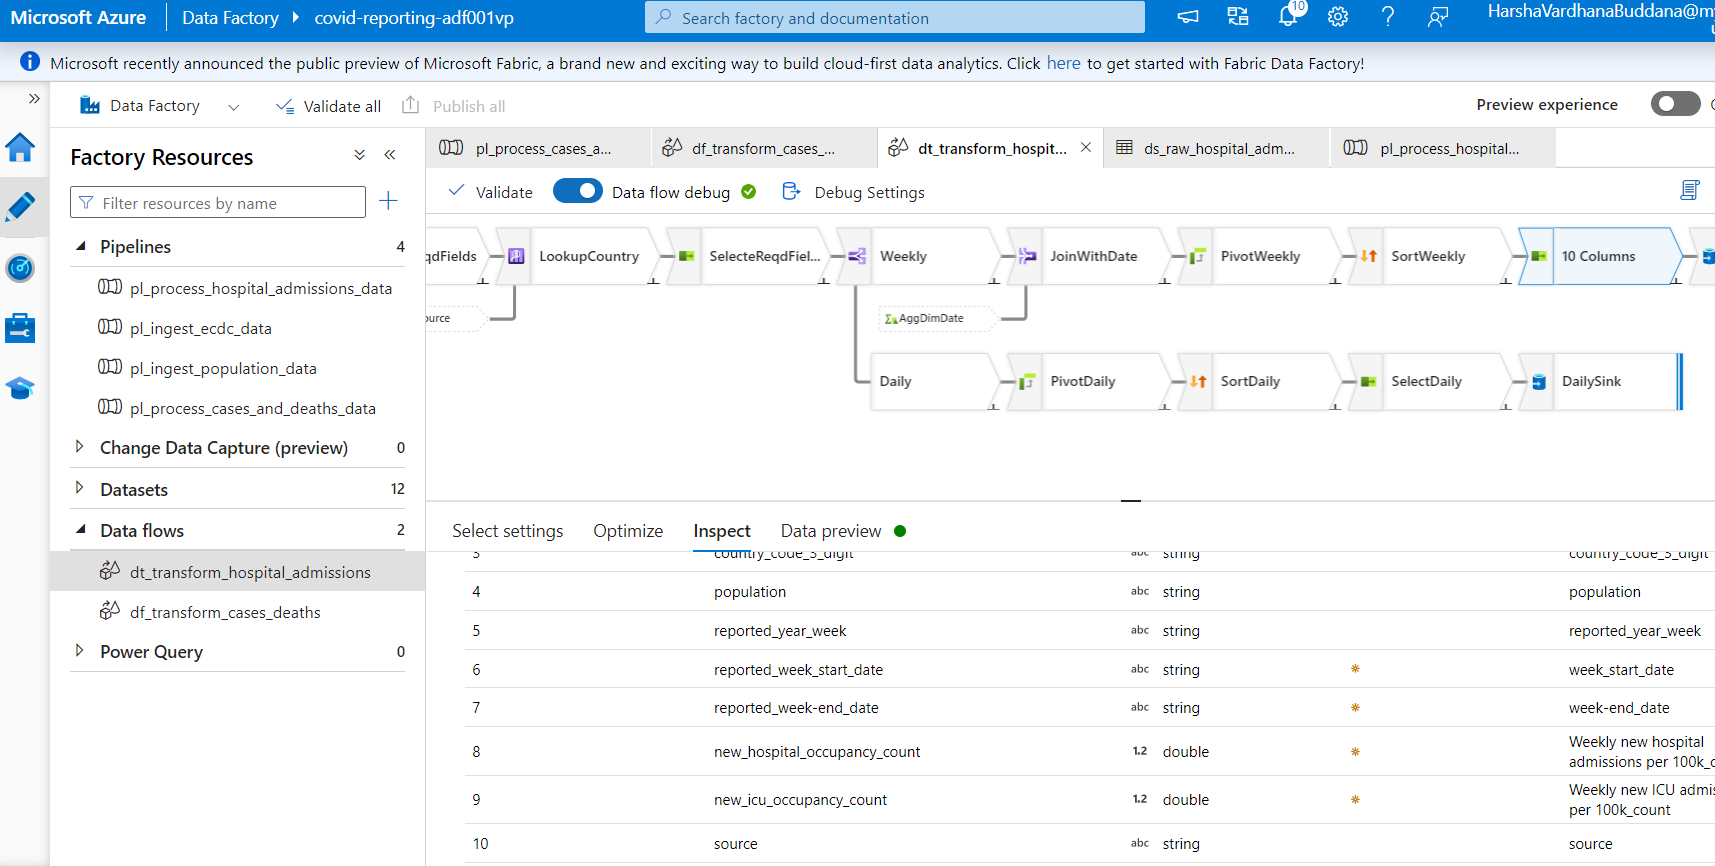 Microsoft Azure
Data Factory
covid-reporting-adf001vp
Search factory and documentation
10
HarshaVardhanaBuddana@my
Microsoft recently announced the public preview of Microsoft Fabric, a brand new and exciting way to build cloud-first data analytics. Click here to get started with Fabric Data Factory!
Data Factory
Validate all
Publish all
Preview experience
Factory Resources
Filter resources by name
Pipelines 4
pl_process_hospital_admissions_data
pl_ingest_ecdc_data
pl_ingest_population_data
pl_process_cases_and_deaths_data
Change Data Capture (preview) 0
Datasets 12
Data flows 2
dt_transform_hospital_admissions
df_transform_cases_deaths
Power Query 0
pl_process_cases_a...
df_transform_cases_...
dt_transform_hospit...
ds_raw_hospital_adm...
pl_process_hospital...
Validate
Data flow debug
Debug Settings
qdFields
LookupCountry
SelecteReqdFiel...
Weekly
JoinWithDate
PivotWeekly
SortWeekly
10 Columns
ource
AggDimDate
Daily
PivotDaily
SortDaily
SelectDaily
DailySink
Select settings
Optimize
Inspect
Data preview
3 country_code_3_digit abc string country_code_3_digit
4 population abc string population
5 reported_year_week abc string reported_year_week
6 reported_week_start_date abc string week_start_date
7 reported_week-end_date abc string week-end_date
8 new_hospital_occupancy_count 1.2 double Weekly new hospital
admissions per 100k_c
9 new_icu_occupancy_count 1.2 double Weekly new ICU admis
per 100k_count
10 source abc string source